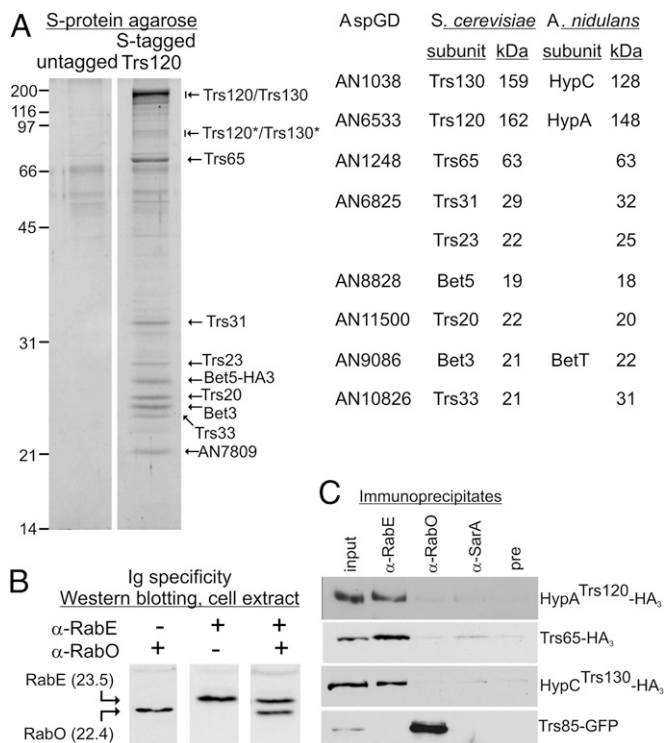 A
S-protein agarose
untagged
S-tagged
Trs120
200
116
97
66
45
31
21
14
Trs120/Trs130
Trs120*/Trs130*
Trs65
Trs31
Trs23
Bet5-HA3
Trs20
Bet3
Trs33
AN7809
AspGD S. cerevisiae A. nidulans
subunit kDa subunit kDa
AN1038 Trs130 159 HypC 128
AN6533 Trs120 162 HypA 148
AN1248 Trs65 63 63
AN6825 Trs31 29 32
Trs23 22 25
AN8828 Bet5 19 18
AN11500 Trs20 22 20
AN9086 Bet3 21 BetT 22
AN10826 Trs33 21 31
B
Ig specificity
Western blotting, cell extract
α-RabE - + +
α-RabO + - +
RabE (23.5)
RabO (22.4)
C
Immunoprecipitates
input α-RabE α-RabO α-SarA pre
HypATrs120-HA3
Trs65-HA3
HypCTrs130-HA3
Trs85-GFP